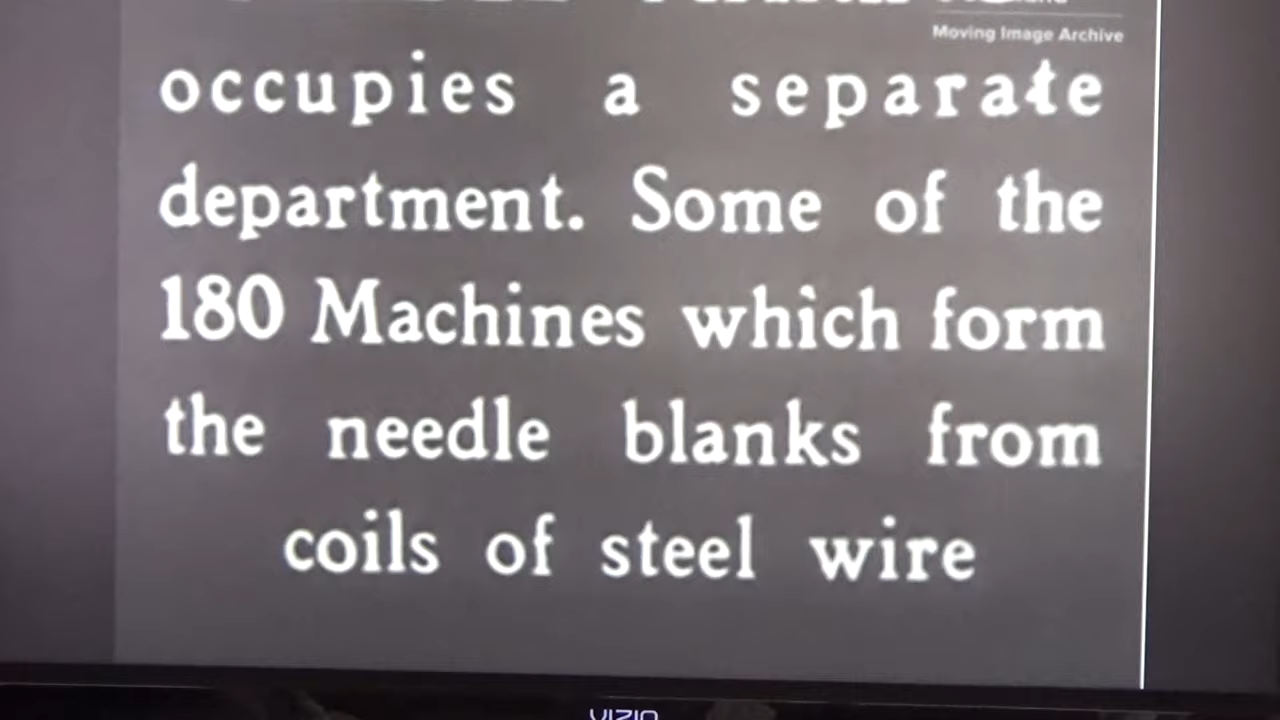 Moving Image Archive
occupies a separate
department. Some of the
180 Machines which form
the needle blanks from
coils of steel wire
VIZIO